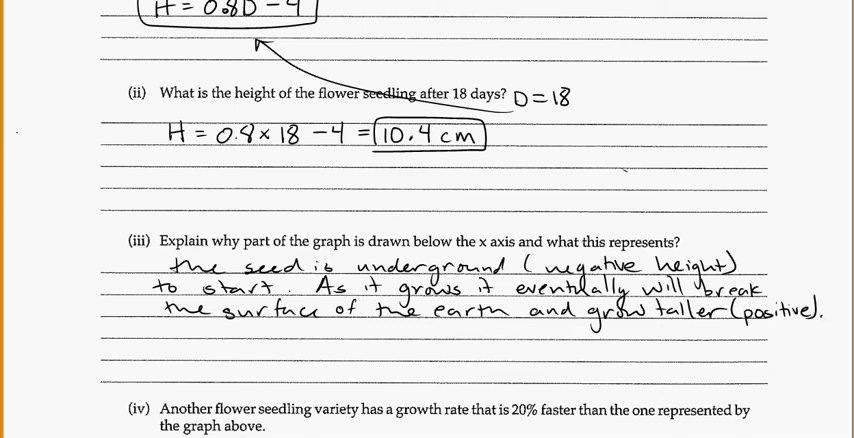 H = 0.8D - 4
(ii) What is the height of the flower seedling after 18 days? D = 18
H = 0.8 × 18 - 4 = 10.4 cm
(iii) Explain why part of the graph is drawn below the x axis and what this represents?
the seed is underground (negative height)
to start. As it grows it eventually will break
the surface of the earth and grow taller (positive).
(iv) Another flower seedling variety has a growth rate that is 20% faster than the one represented by
the graph above.